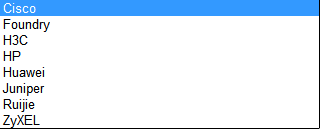 Cisco
Foundry
H3C
HP
Huawei
Juniper
Ruijie
ZyXEL